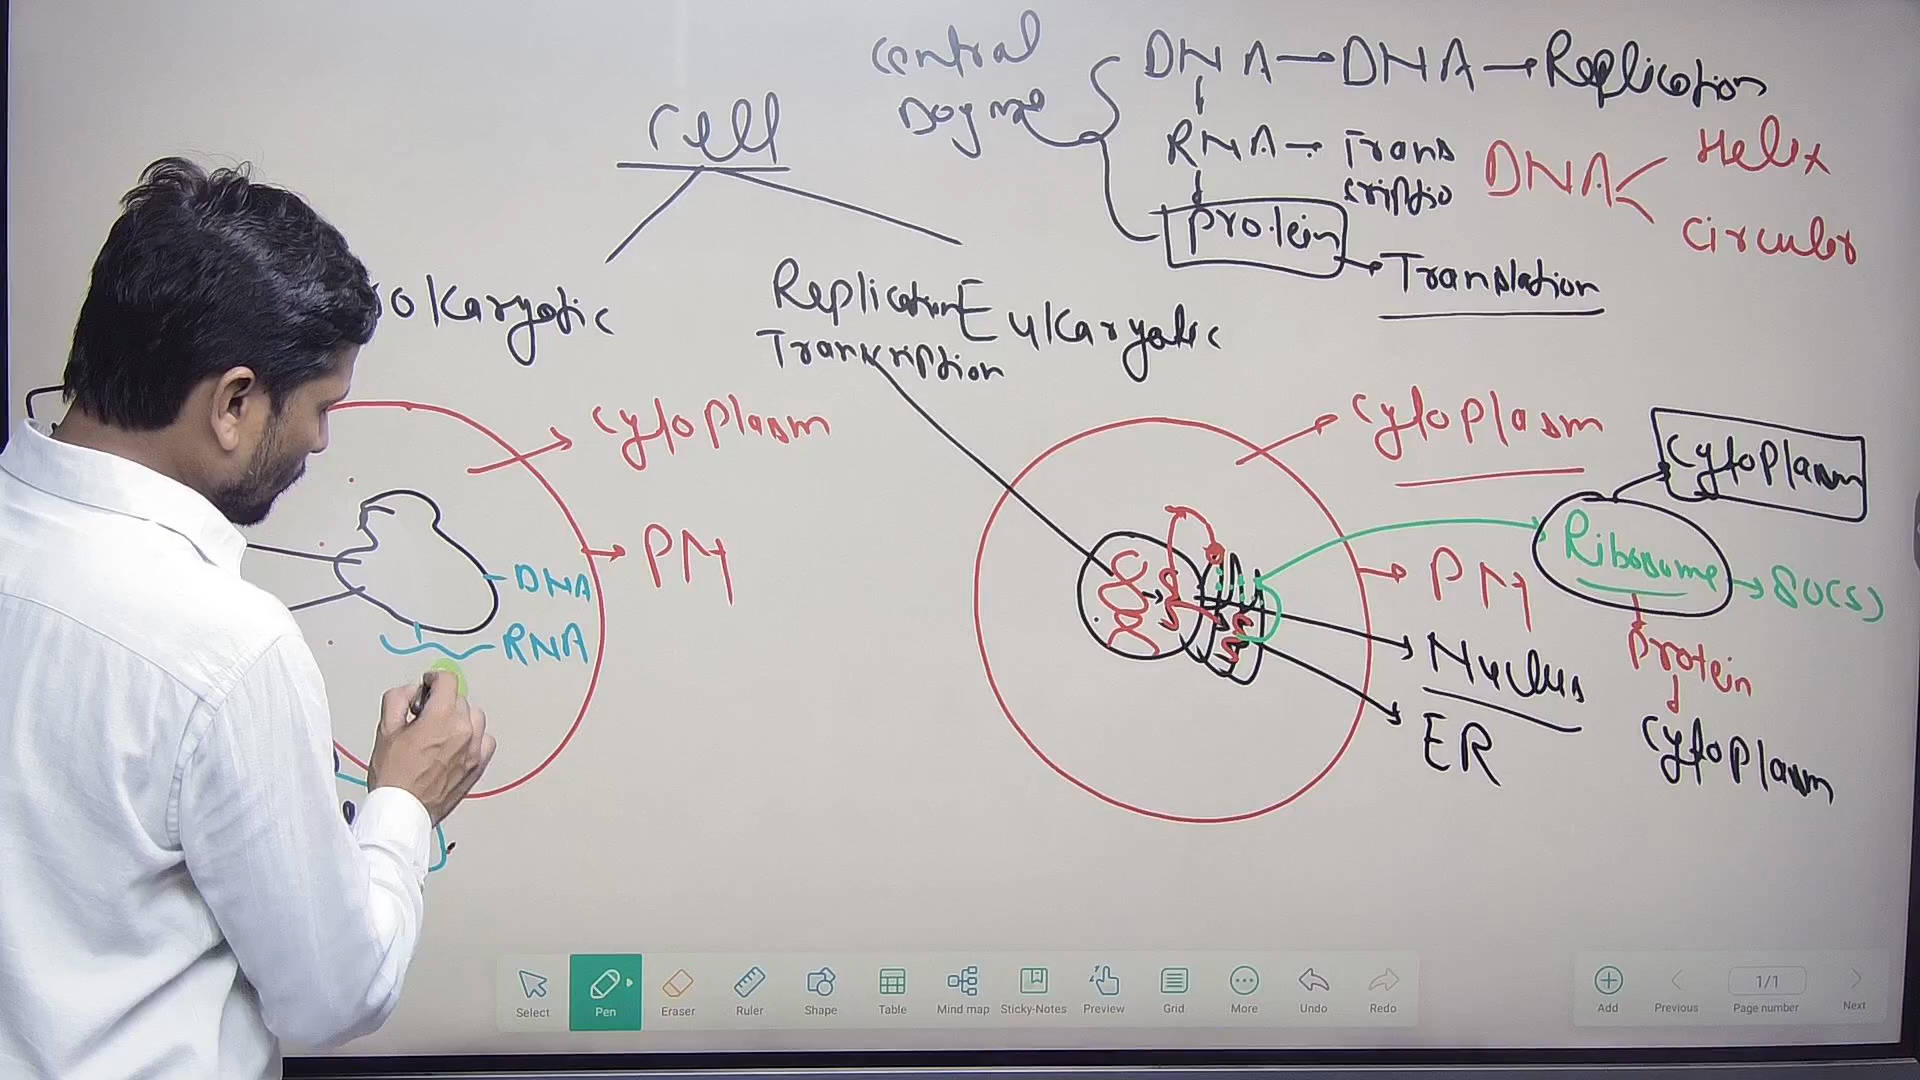 Central
Dogma
DNA → DNA → Replication
RNA → Trans
criptio
Protein
Translation
DNA
Helix
Circular
Cell
okaryotic
Replication
Transcription
Eukaryotic
Cytoplasm
PM
DNA
RNA
Cytoplasm
Cytoplasm
Ribosome → 80(S)
PM
Protein
Nucleus
Cytoplasm
ER
Select
Pen
Eraser
Ruler
Shape
Table
Mind map
Sticky-Notes
Preview
Grid
More
Undo
Redo
Add
Previous
1/1
Page number
Next